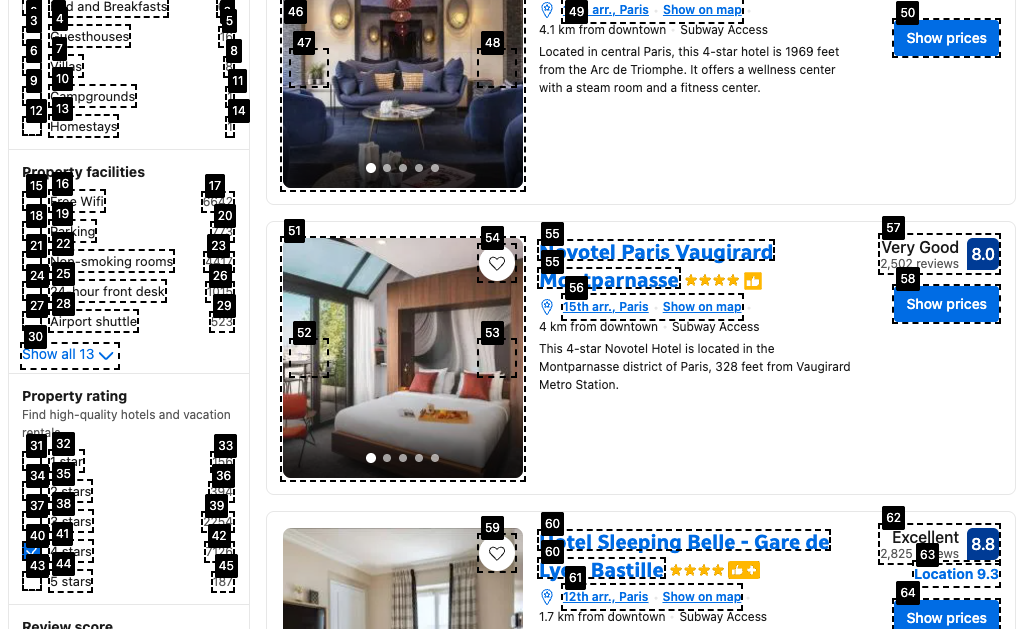 Bed and Breakfasts
2
3
4
5
Guesthouses
6
7
8
Villas
9
10
11
Campgrounds
12
13
14
Homestays
1
Property facilities
15
16
17
Free Wifi
6642
18
19
20
Parking
773
21
22
23
Non-smoking rooms
24
25
26
24-hour front desk
27
28
29
Airport shuttle
523
30
Show all 13
Property rating
Find high-quality hotels and vacation
rentals
31
32
33
1 star
34
35
36
2 stars
394
37
38
39
3 stars
2254
40
41
42
4 stars
43
44
45
5 stars
187
Review score
46
47
48
49
arr., Paris Show on map
4.1 km from downtown Subway Access
Located in central Paris, this 4-star hotel is 1969 feet
from the Arc de Triomphe. It offers a wellness center
with a steam room and a fitness center.
50
Show prices
51
52
53
54
55
Novotel Paris Vaugirard
55
Montparnasse
56
15th arr., Paris Show on map
4 km from downtown Subway Access
This 4-star Novotel Hotel is located in the
Montparnasse district of Paris, 328 feet from Vaugirard
Metro Station.
57
Very Good
8.0
2,502 reviews
58
Show prices
59
60
Hotel Sleeping Belle - Gare de
60
Lyon Bastille
61
12th arr., Paris Show on map
1.7 km from downtown Subway Access
62
Excellent
8.8
2,825 reviews
63
Location 9.3
64
Show prices